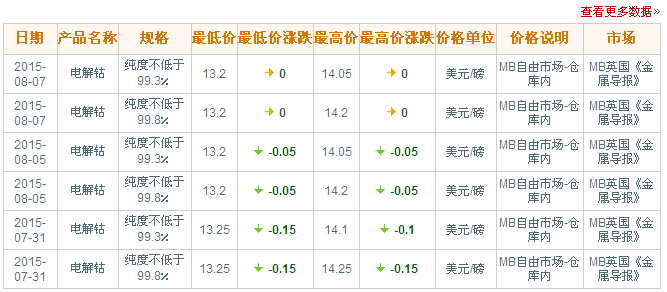 查看更多数据»
日期 产品名称 规格 最低价 最低价涨跌 最高价 最高价涨跌 价格单位 价格说明 市场
2015-08-07 电解钴 纯度不低于99.3% 13.2 0 14.05 0 美元/磅 MB自由市场-仓库内 MB英国《金属导报》
2015-08-07 电解钴 纯度不低于99.8% 13.2 0 14.2 0 美元/磅 MB自由市场-仓库内 MB英国《金属导报》
2015-08-05 电解钴 纯度不低于99.3% 13.2 -0.05 14.05 -0.05 美元/磅 MB自由市场-仓库内 MB英国《金属导报》
2015-08-05 电解钴 纯度不低于99.8% 13.2 -0.05 14.2 -0.05 美元/磅 MB自由市场-仓库内 MB英国《金属导报》
2015-07-31 电解钴 纯度不低于99.3% 13.25 -0.15 14.1 -0.1 美元/磅 MB自由市场-仓库内 MB英国《金属导报》
2015-07-31 电解钴 纯度不低于99.8% 13.25 -0.15 14.25 -0.15 美元/磅 MB自由市场-仓库内 MB英国《金属导报》